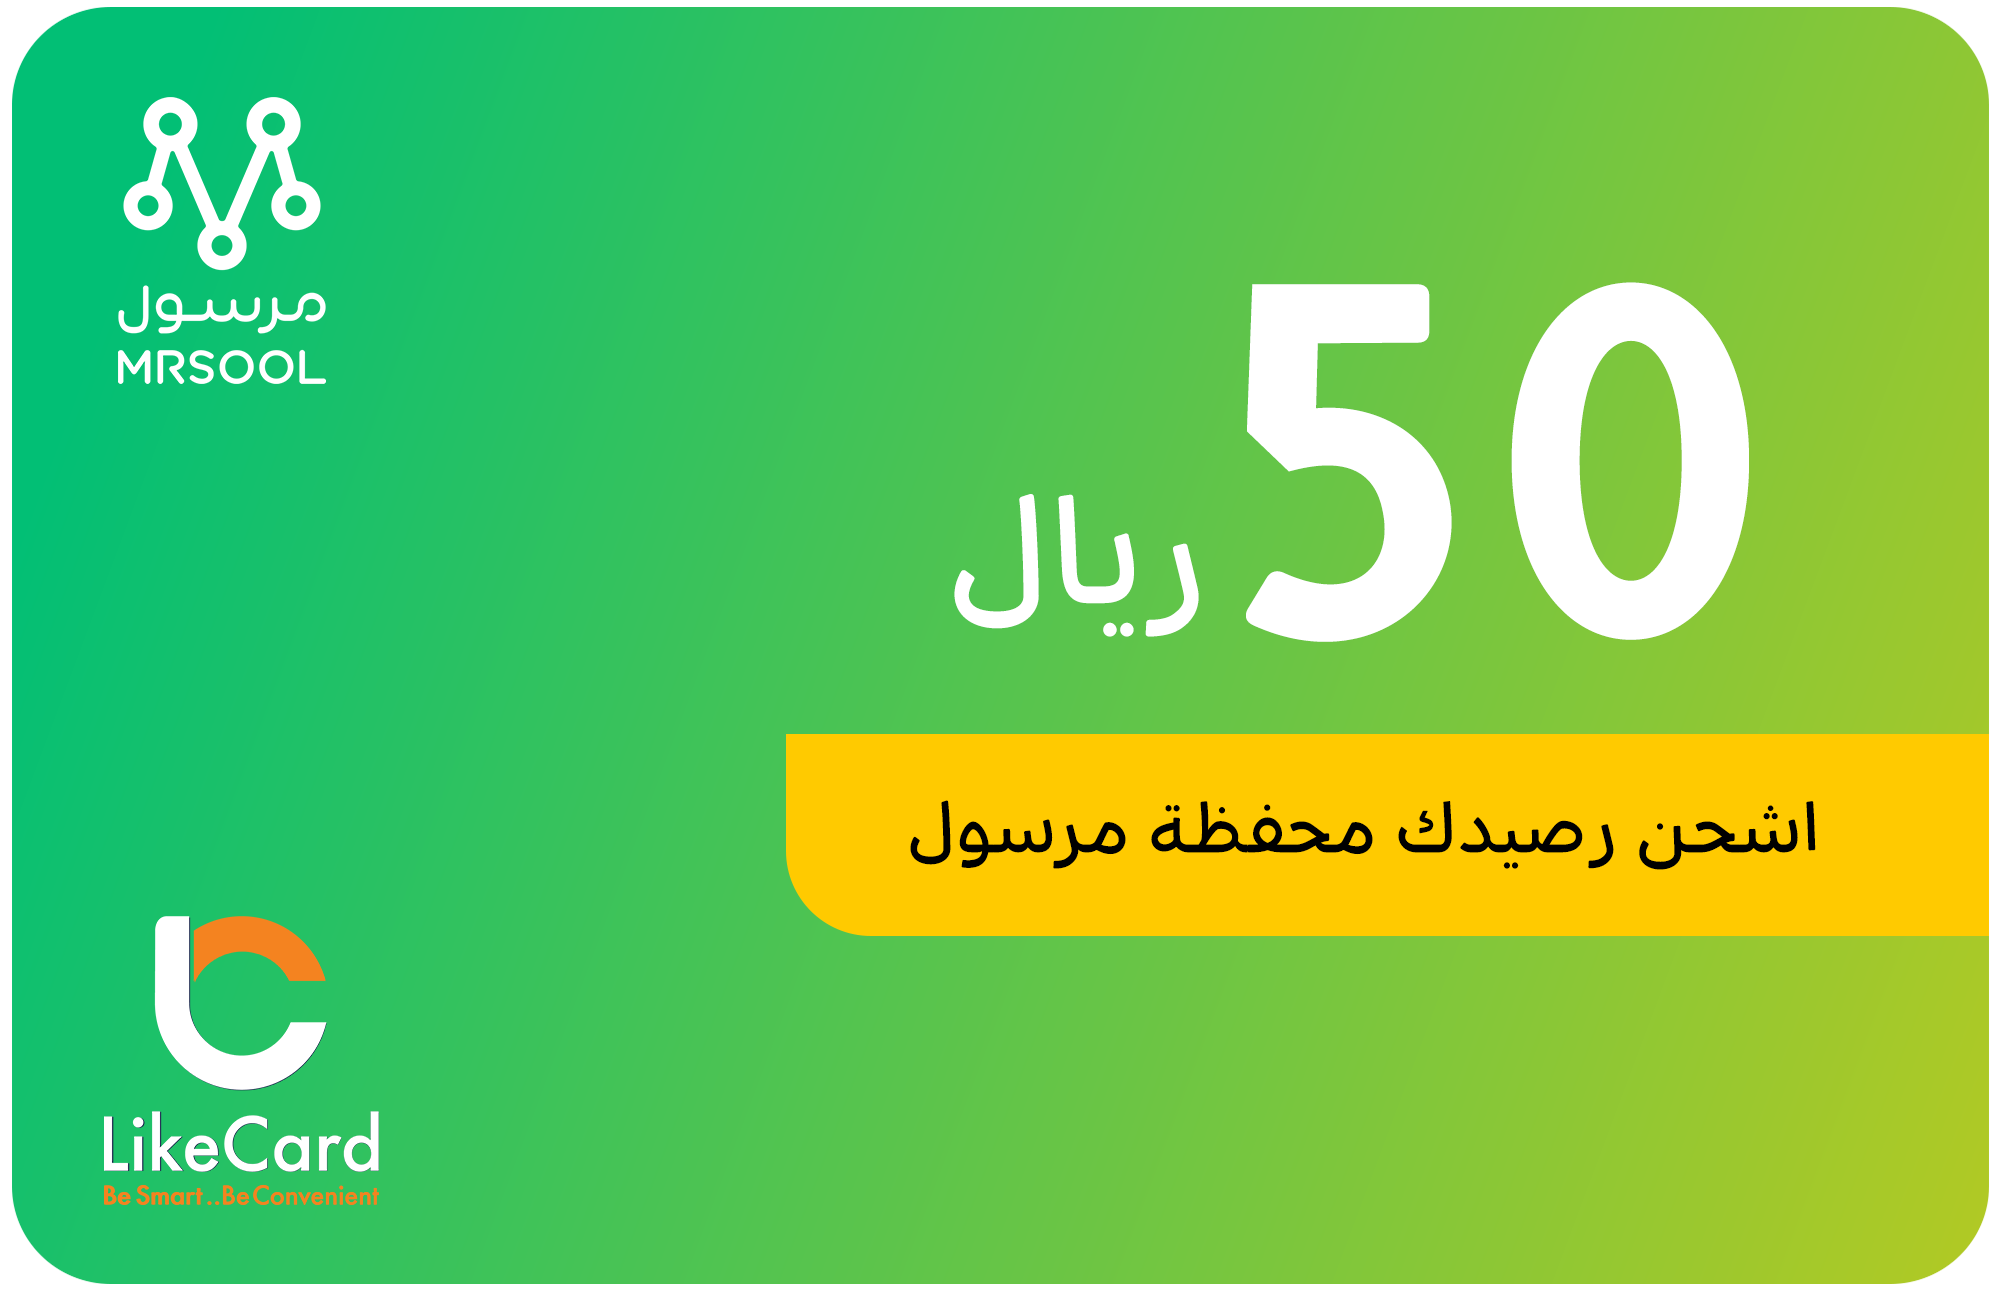 مرسول
MRSOOL
50 ريال
اشحن رصيدك محفظة مرسول
LikeCard
Be Smart..Be Convenient